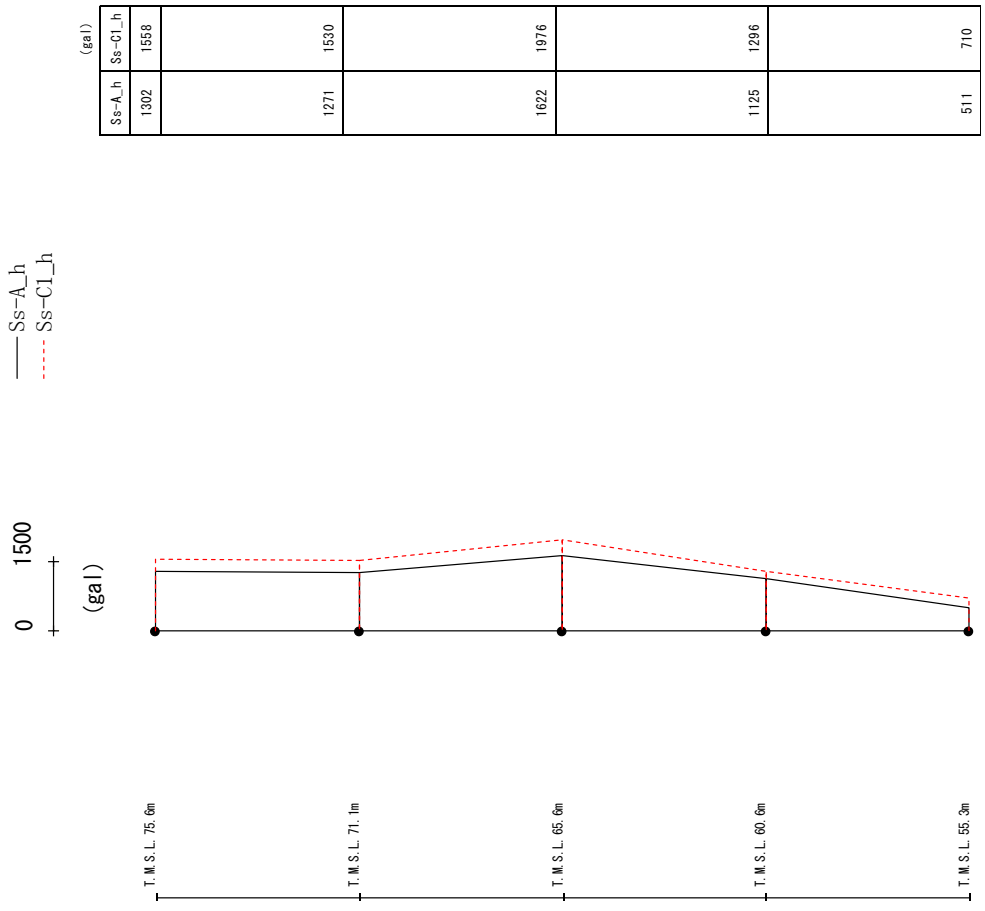 (gal)
Ss-A_h Ss-C1_h
1302 1558
1271 1530
1622 1976
1125 1296
511 710
Ss-A_h
Ss-C1_h
0 1500
(gal)
T.M.S.L. 75.6m
T.M.S.L. 71.1m
T.M.S.L. 65.6m
T.M.S.L. 60.6m
T.M.S.L. 55.3m